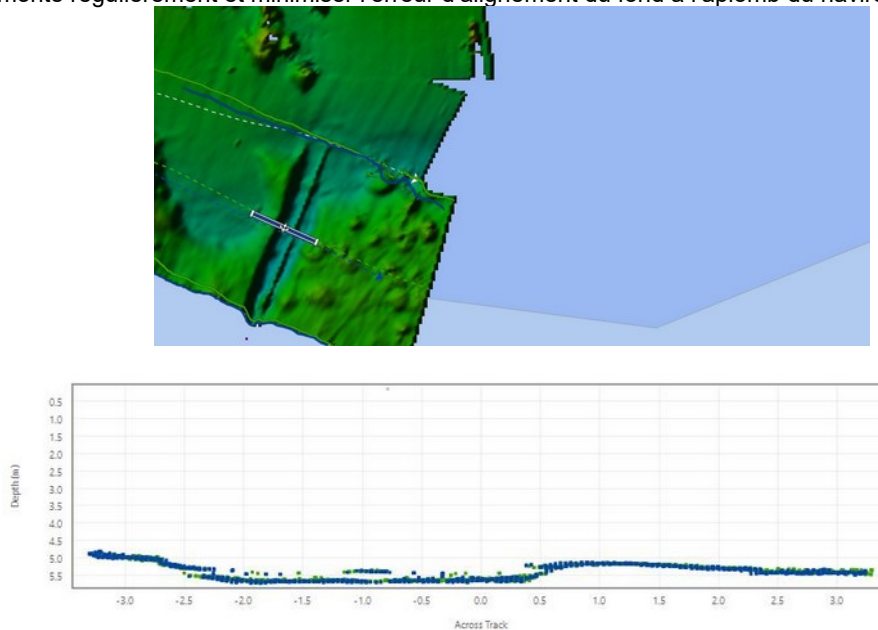 ments régulièrement et minimiser l'erreur d'alignement du fond à l'aplomb du navire
0.5
1.0
1.5
2.0
2.5
3.0
3.5
4.0
4.5
5.0
5.5
Depth (m)
-3.0 -2.5 -2.0 -1.5 -1.0 -0.5 0.0 0.5 1.0 1.5 2.0 2.5 3.0
Across Track